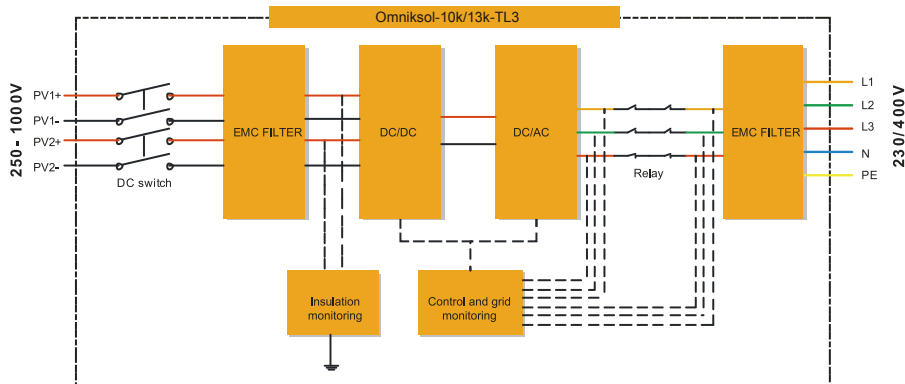 Omniksol-10k/13k-TL3
250-1000V
PV1+
PV1-
PV2+
PV2-
DC switch
EMC FILTER
DC/DC
DC/AC
Relay
EMC FILTER
L1
L2
L3
N
PE
230/400V
Insulation
monitoring
Control and grid
monitoring